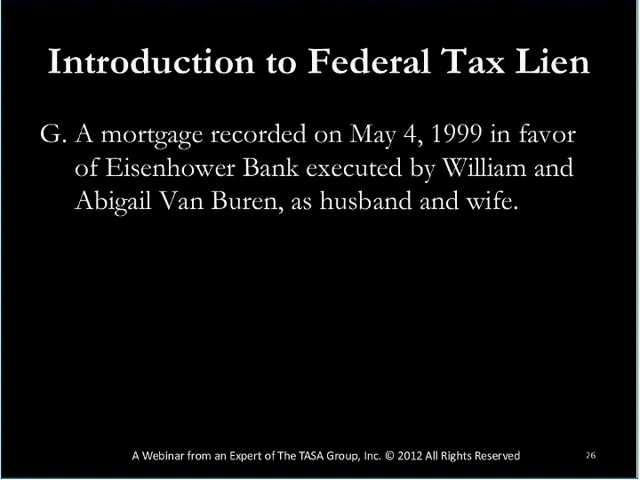 Introduction to Federal Tax Lien
G. A mortgage recorded on May 4, 1999 in favor
of Eisenhower Bank executed by William and
Abigail Van Buren, as husband and wife.
A Webinar from an Expert of The TASA Group, Inc. © 2012 All Rights Reserved
26